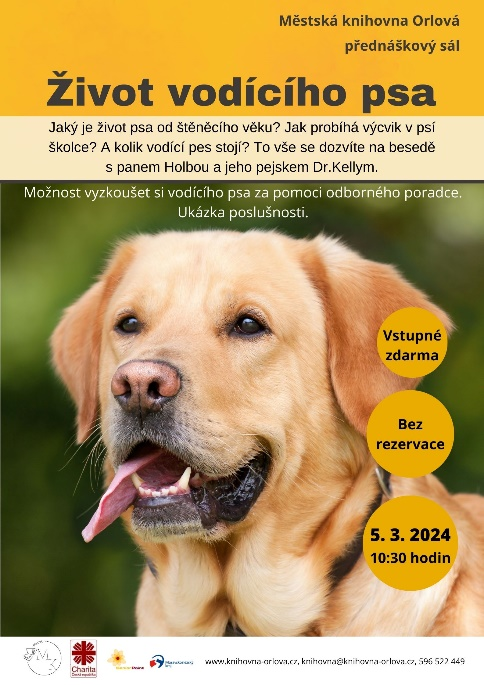 Městská knihovna Orlová
přednáškový sál
Život vodícího psa
Jaký je život psa od štěněcího věku? Jak probíhá výcvik v psí
školce? A kolik vodící pes stojí? To vše se dozvíte na besedě
s panem Holbou a jeho pejskem Dr.Kellym.
Možnost vyzkoušet si vodícího psa za pomoci odborného poradce.
Ukázka poslušnosti.
Vstupné
zdarma
Bez
rezervace
5. 3. 2024
10:30 hodin
Charita
Česká republika
www.knihovna-orlova.cz, knihovna@knihovna-orlova.cz, 596 522 449